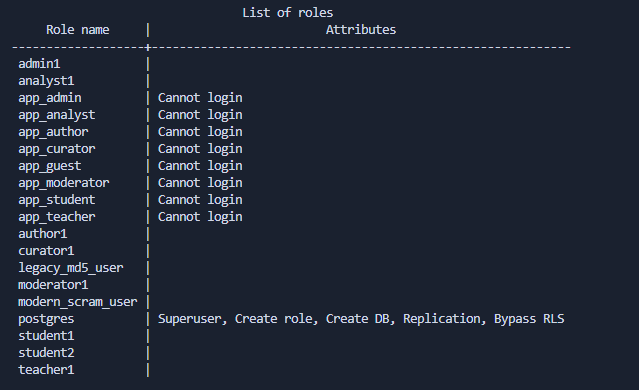 List of roles
Role name | Attributes
------------------+--------------------------------------------------------------
admin1 |
analyst1 |
app_admin | Cannot login
app_analyst | Cannot login
app_author | Cannot login
app_curator | Cannot login
app_guest | Cannot login
app_moderator | Cannot login
app_student | Cannot login
app_teacher | Cannot login
author1 |
curator1 |
legacy_md5_user |
moderator1 |
modern_scram_user |
postgres | Superuser, Create role, Create DB, Replication, Bypass RLS
student1 |
student2 |
teacher1 |